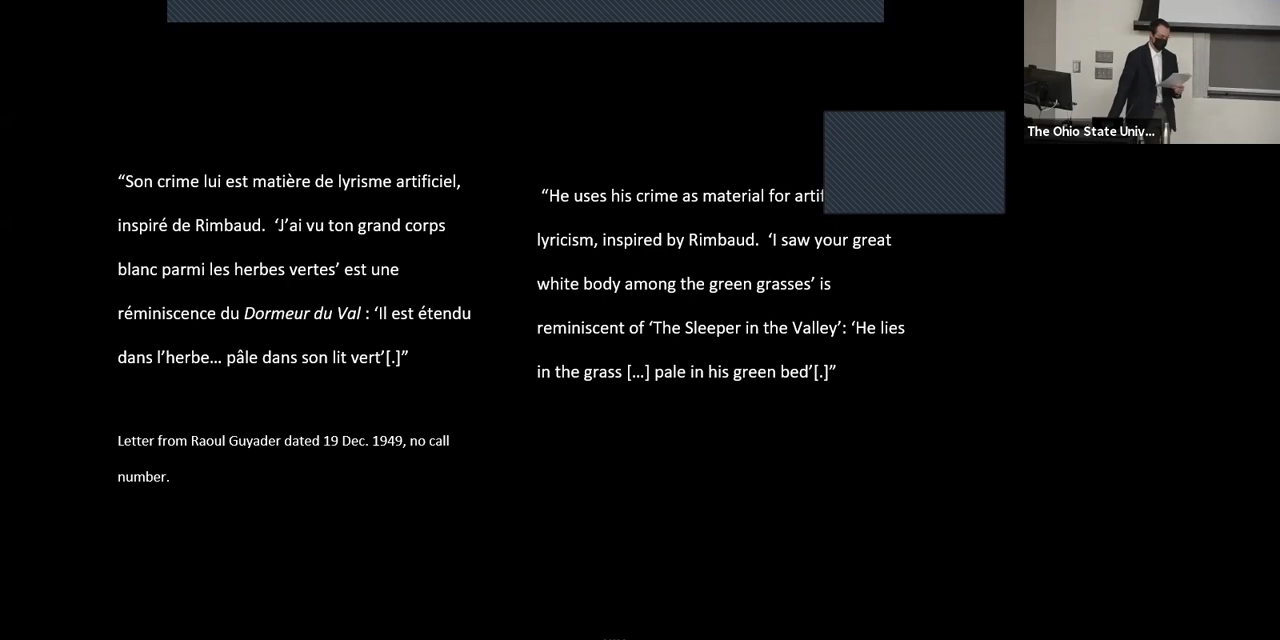 “Son crime lui est matière de lyrisme artificiel,
inspiré de Rimbaud.  ‘J’ai vu ton grand corps
blanc parmi les herbes vertes’ est une
réminiscence du Dormeur du Val : ‘Il est étendu
dans l’herbe… pâle dans son lit vert’[.]”
Letter from Raoul Guyader dated 19 Dec. 1949, no call
number.
“He uses his crime as material for artif
lyricism, inspired by Rimbaud.  ‘I saw your great
white body among the green grasses’ is
reminiscent of ‘The Sleeper in the Valley’: ‘He lies
in the grass […] pale in his green bed’[.]”
The Ohio State Univ...